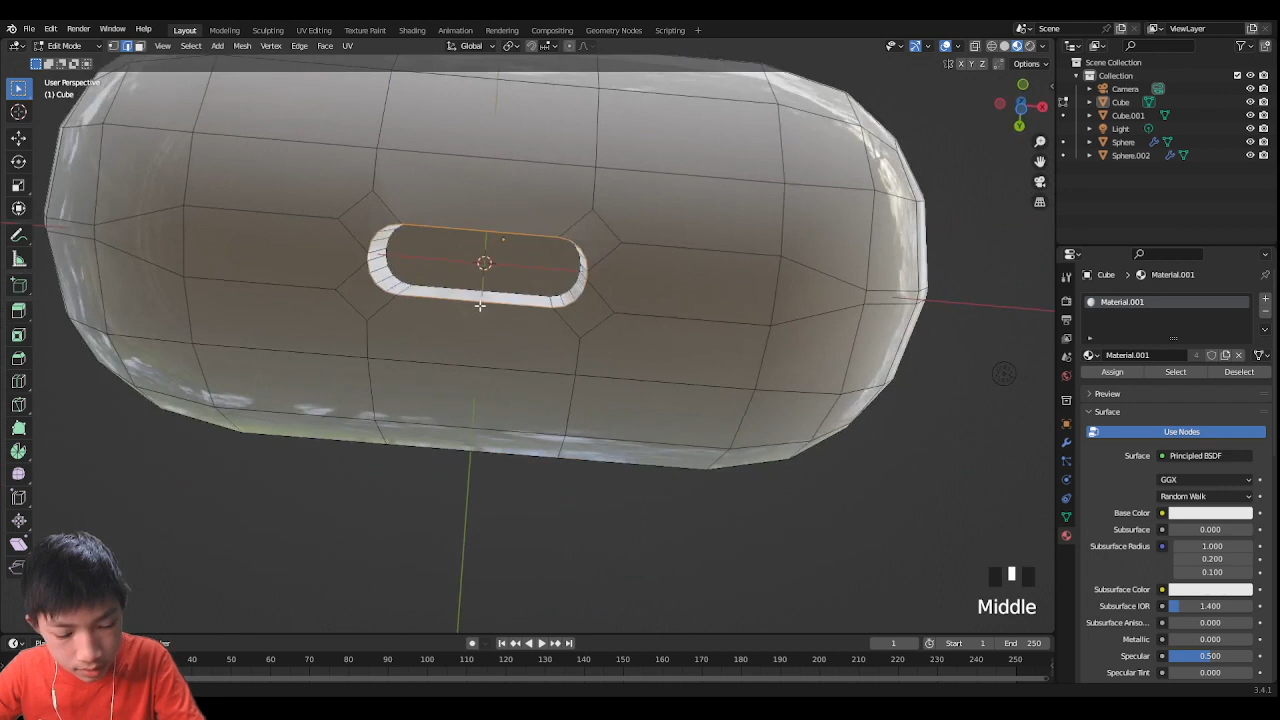 File Edit Render Window Help Layout Modeling Sculpting UV Editing Texture Paint Shading Animation Rendering Compositing Geometry Nodes Scripting + Scene ViewLayer
Edit Mode View Select Add Mesh Vertex Edge Face UV Global
X Y Z Options
User Perspective
(1) Cube
Scene Collection
Collection
Camera
Cube
Cube.001
Light
Sphere
Sphere.002
Cube > Material.001
Material.001
Material.001 4
Assign Select Deselect
Preview
Surface
Use Nodes
Surface Principled BSDF
GGX
Random Walk
Base Color
Subsurface 0.000
Subsurface Radius 1.000
0.200
0.100
Subsurface Color
Subsurface IOR 1.400
Subsurface Aniso... 0.000
Metallic 0.000
Specular 0.500
Specular Tint 0.000
Middle
Marker 1 Start 1 End 250
40 50 60 70 80 90 100 110 120 130 140 150 160 170 180 190 200 210 220 230 240 250
3.4.1